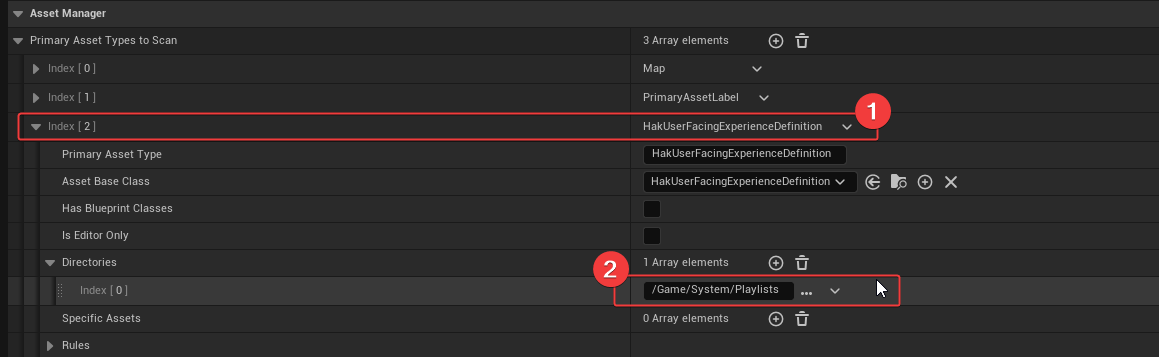 Asset Manager
Primary Asset Types to Scan 3 Array elements
Index [ 0 ] Map
Index [ 1 ] PrimaryAssetLabel
1
Index [ 2 ] HakUserFacingExperienceDefinition
Primary Asset Type HakUserFacingExperienceDefinition
Asset Base Class HakUserFacingExperienceDefinition
Has Blueprint Classes
Is Editor Only
Directories 1 Array elements
2
Index [ 0 ] /Game/System/Playlists ...
Specific Assets 0 Array elements
Rules